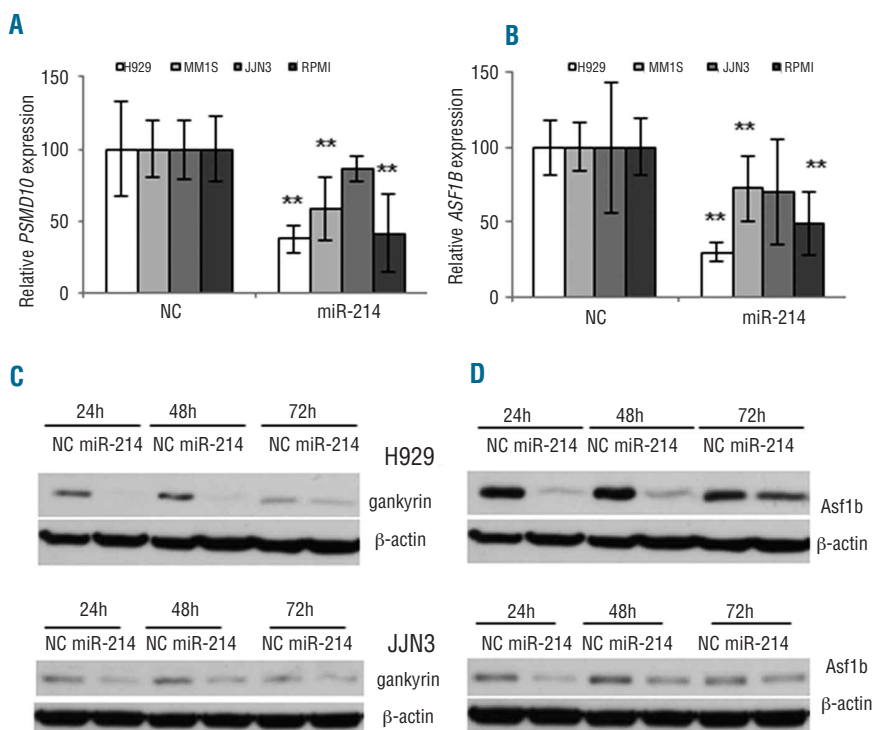 A
H929 MM1S JJN3 RPMI
Relative PSMD10 expression
150
100
50
0
** ** **
NC miR-214
B
H929 MM1S JJN3 RPMI
Relative ASF1B expression
150
100
50
0
** ** **
NC miR-214
C
24h 48h 72h
NC miR-214 NC miR-214 NC miR-214
H929
gankyrin
β-actin
24h 48h 72h
NC miR-214 NC miR-214 NC miR-214
JJN3
gankyrin
β-actin
D
24h 48h 72h
NC miR-214 NC miR-214 NC miR-214
Asf1b
β-actin
24h 48h 72h
NC miR-214 NC miR-214 NC miR-214
Asf1b
β-actin